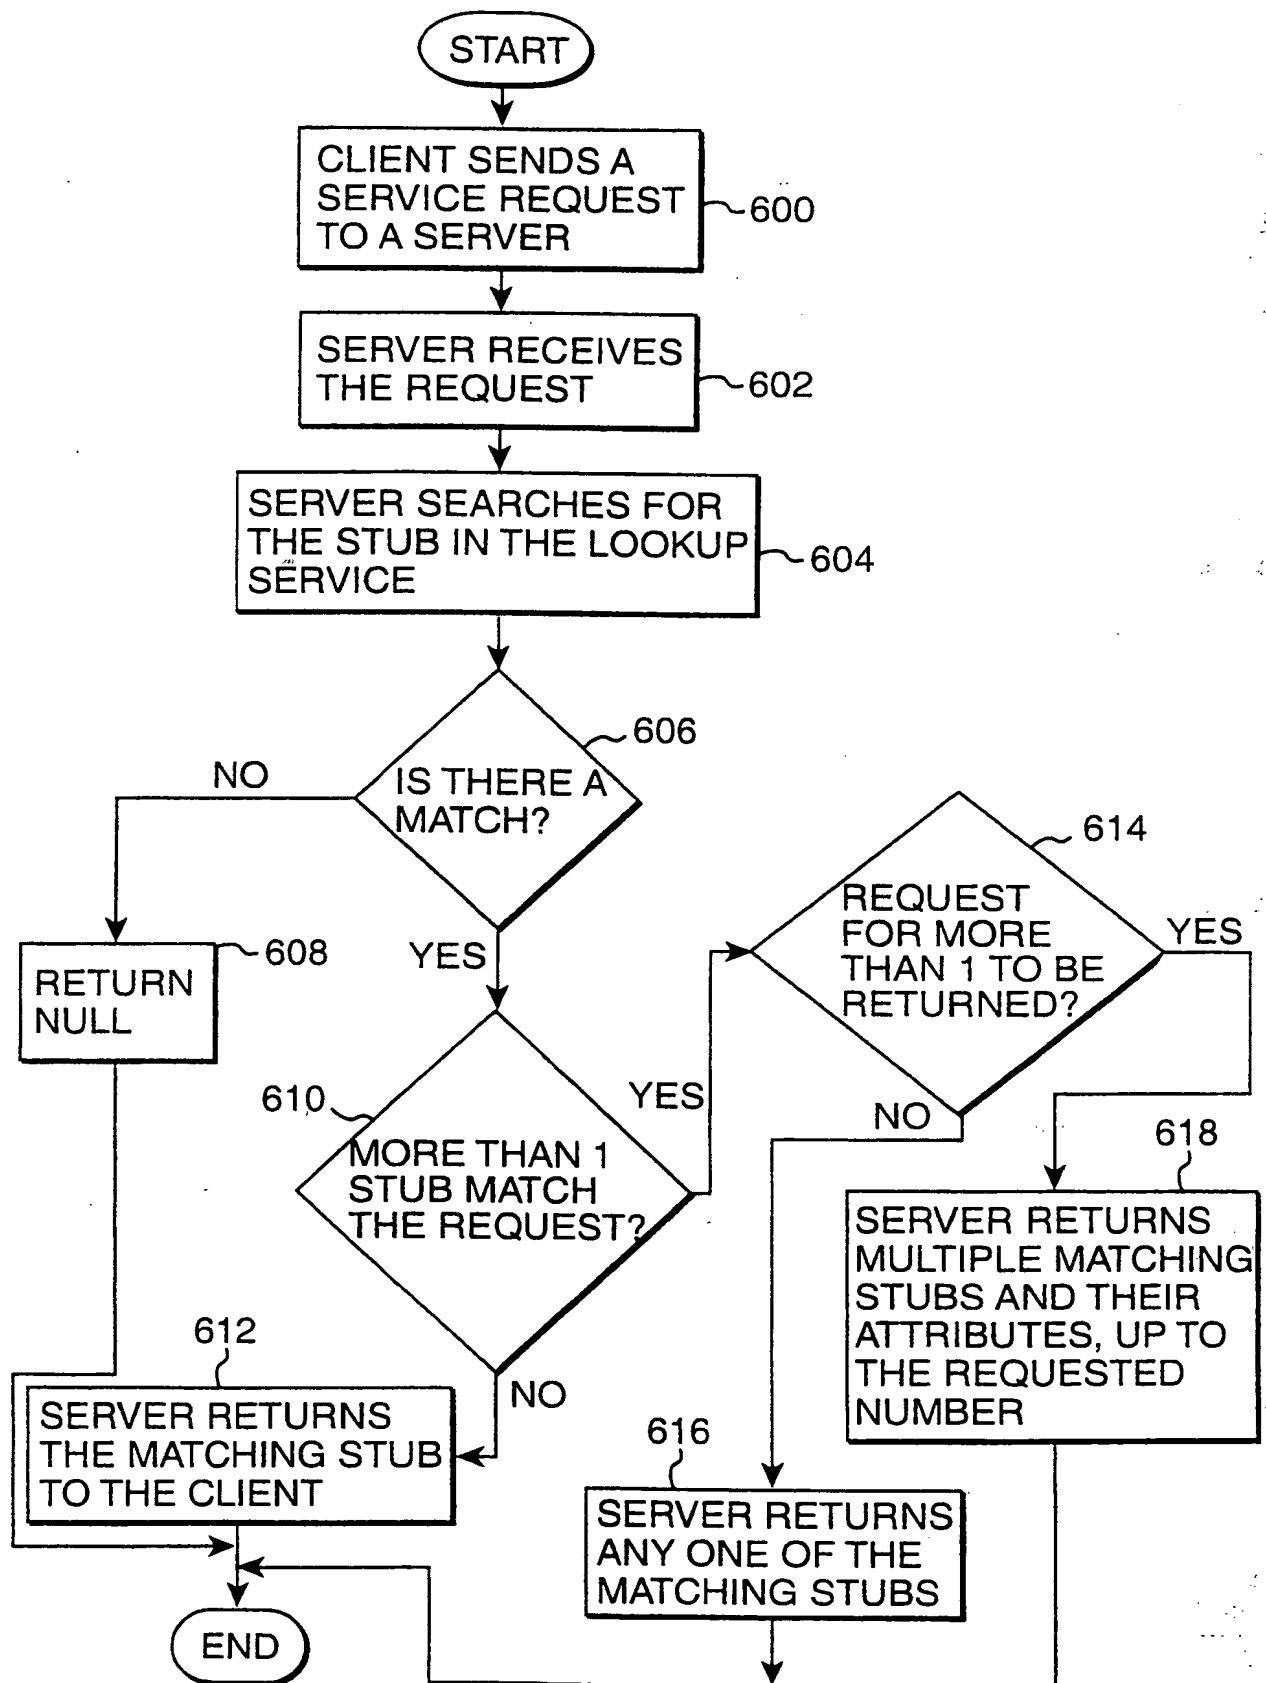 START
CLIENT SENDS A
SERVICE REQUEST
TO A SERVER
600
SERVER RECEIVES
THE REQUEST
602
SERVER SEARCHES FOR
THE STUB IN THE LOOKUP
SERVICE
604
606
IS THERE A
MATCH?
NO
YES
608
RETURN
NULL
614
REQUEST
FOR MORE
THAN 1 TO BE
RETURNED?
YES
NO
610
MORE THAN 1
STUB MATCH
THE REQUEST?
YES
NO
618
SERVER RETURNS
MULTIPLE MATCHING
STUBS AND THEIR
ATTRIBUTES, UP TO
THE REQUESTED
NUMBER
612
SERVER RETURNS
THE MATCHING STUB
TO THE CLIENT
616
SERVER RETURNS
ANY ONE OF THE
MATCHING STUBS
END